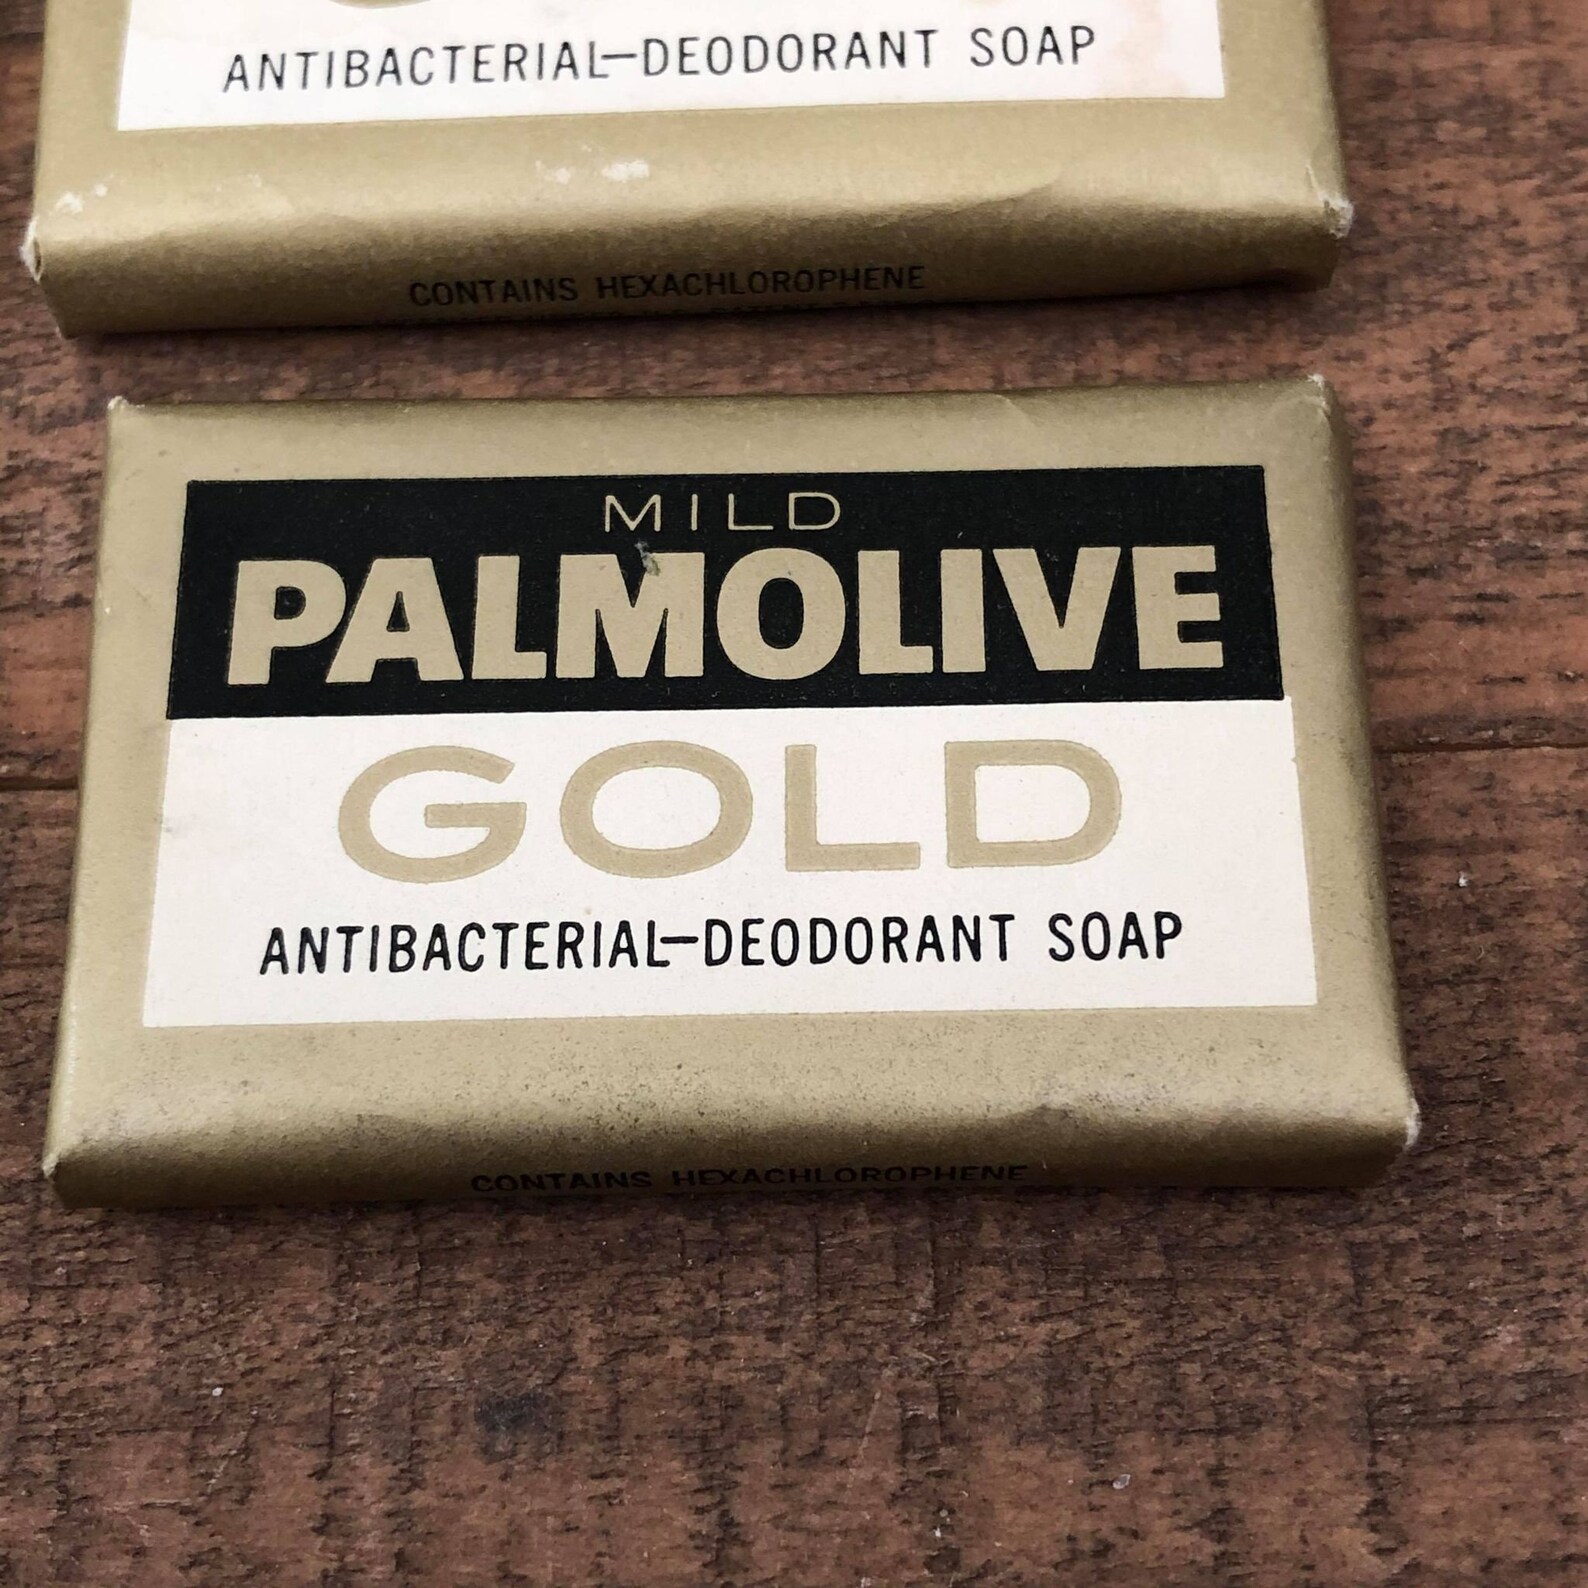 ANTIBACTERIAL—DEODORANT SOAP
CONTAINS HEXACHLOROPHENE
MILD
PALMOLIVE
GOLD
ANTIBACTERIAL—DEODORANT SOAP
CONTAINS HEXACHLOROPHENE